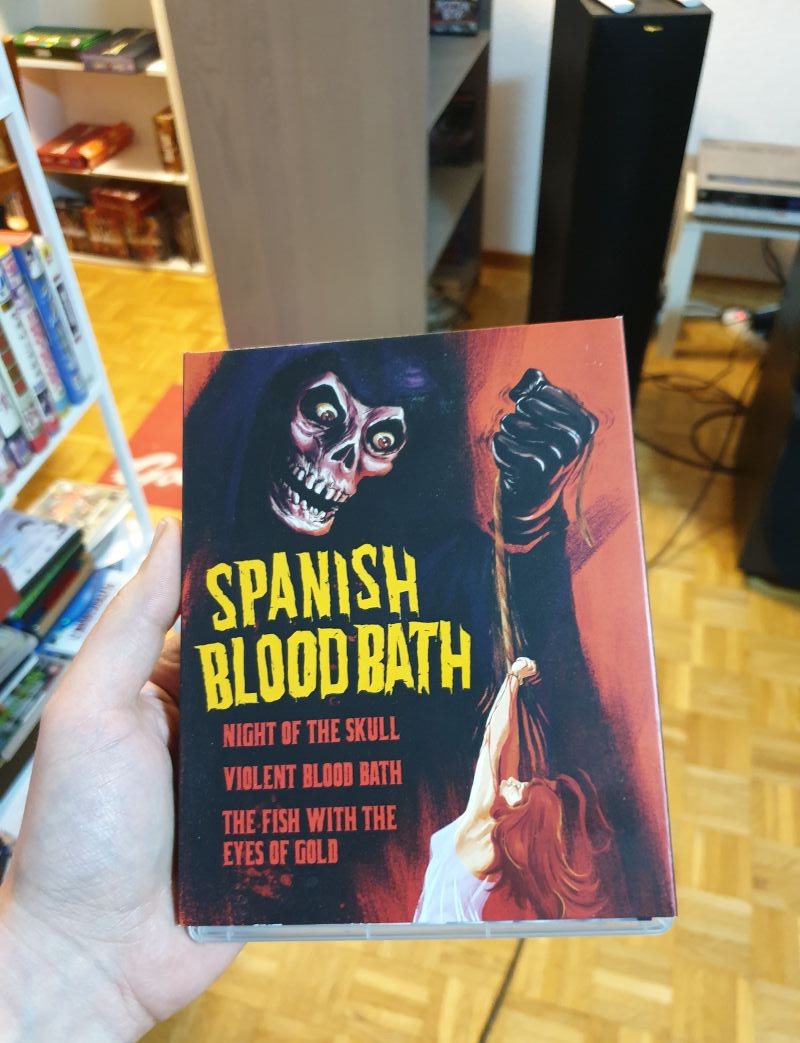 SPANISH
BLOOD BATH
NIGHT OF THE SKULL
VIOLENT BLOOD BATH
THE FISH WITH THE
EYES OF GOLD